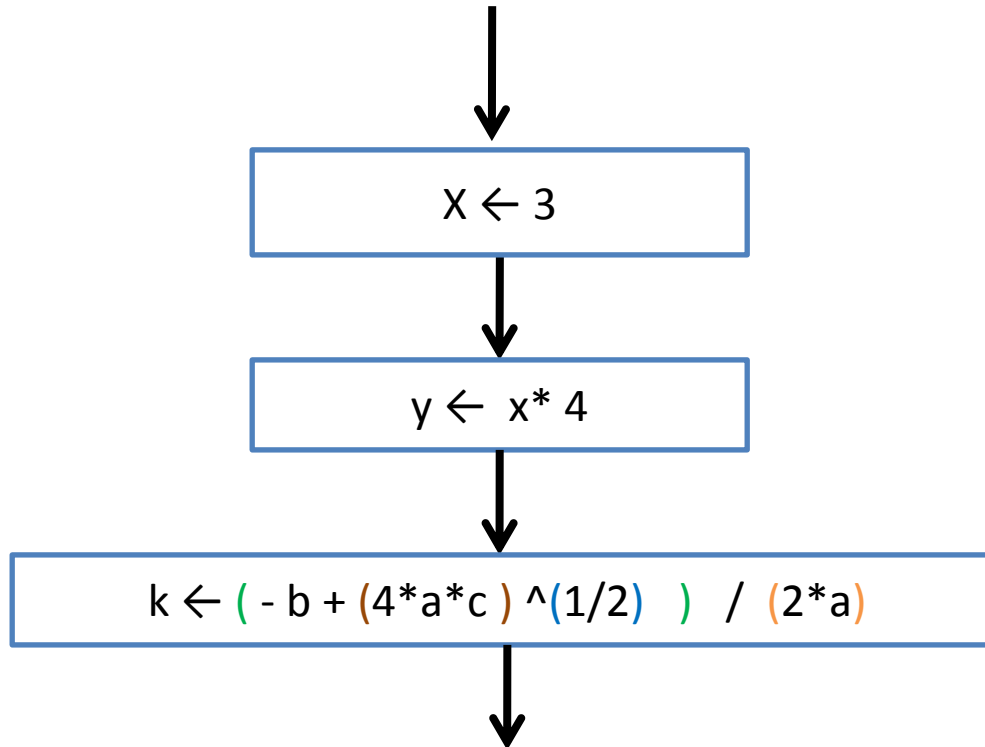 X ← 3
y ← x* 4
k ← ( - b + (4*a*c ) ^(1/2) ) / (2*a)